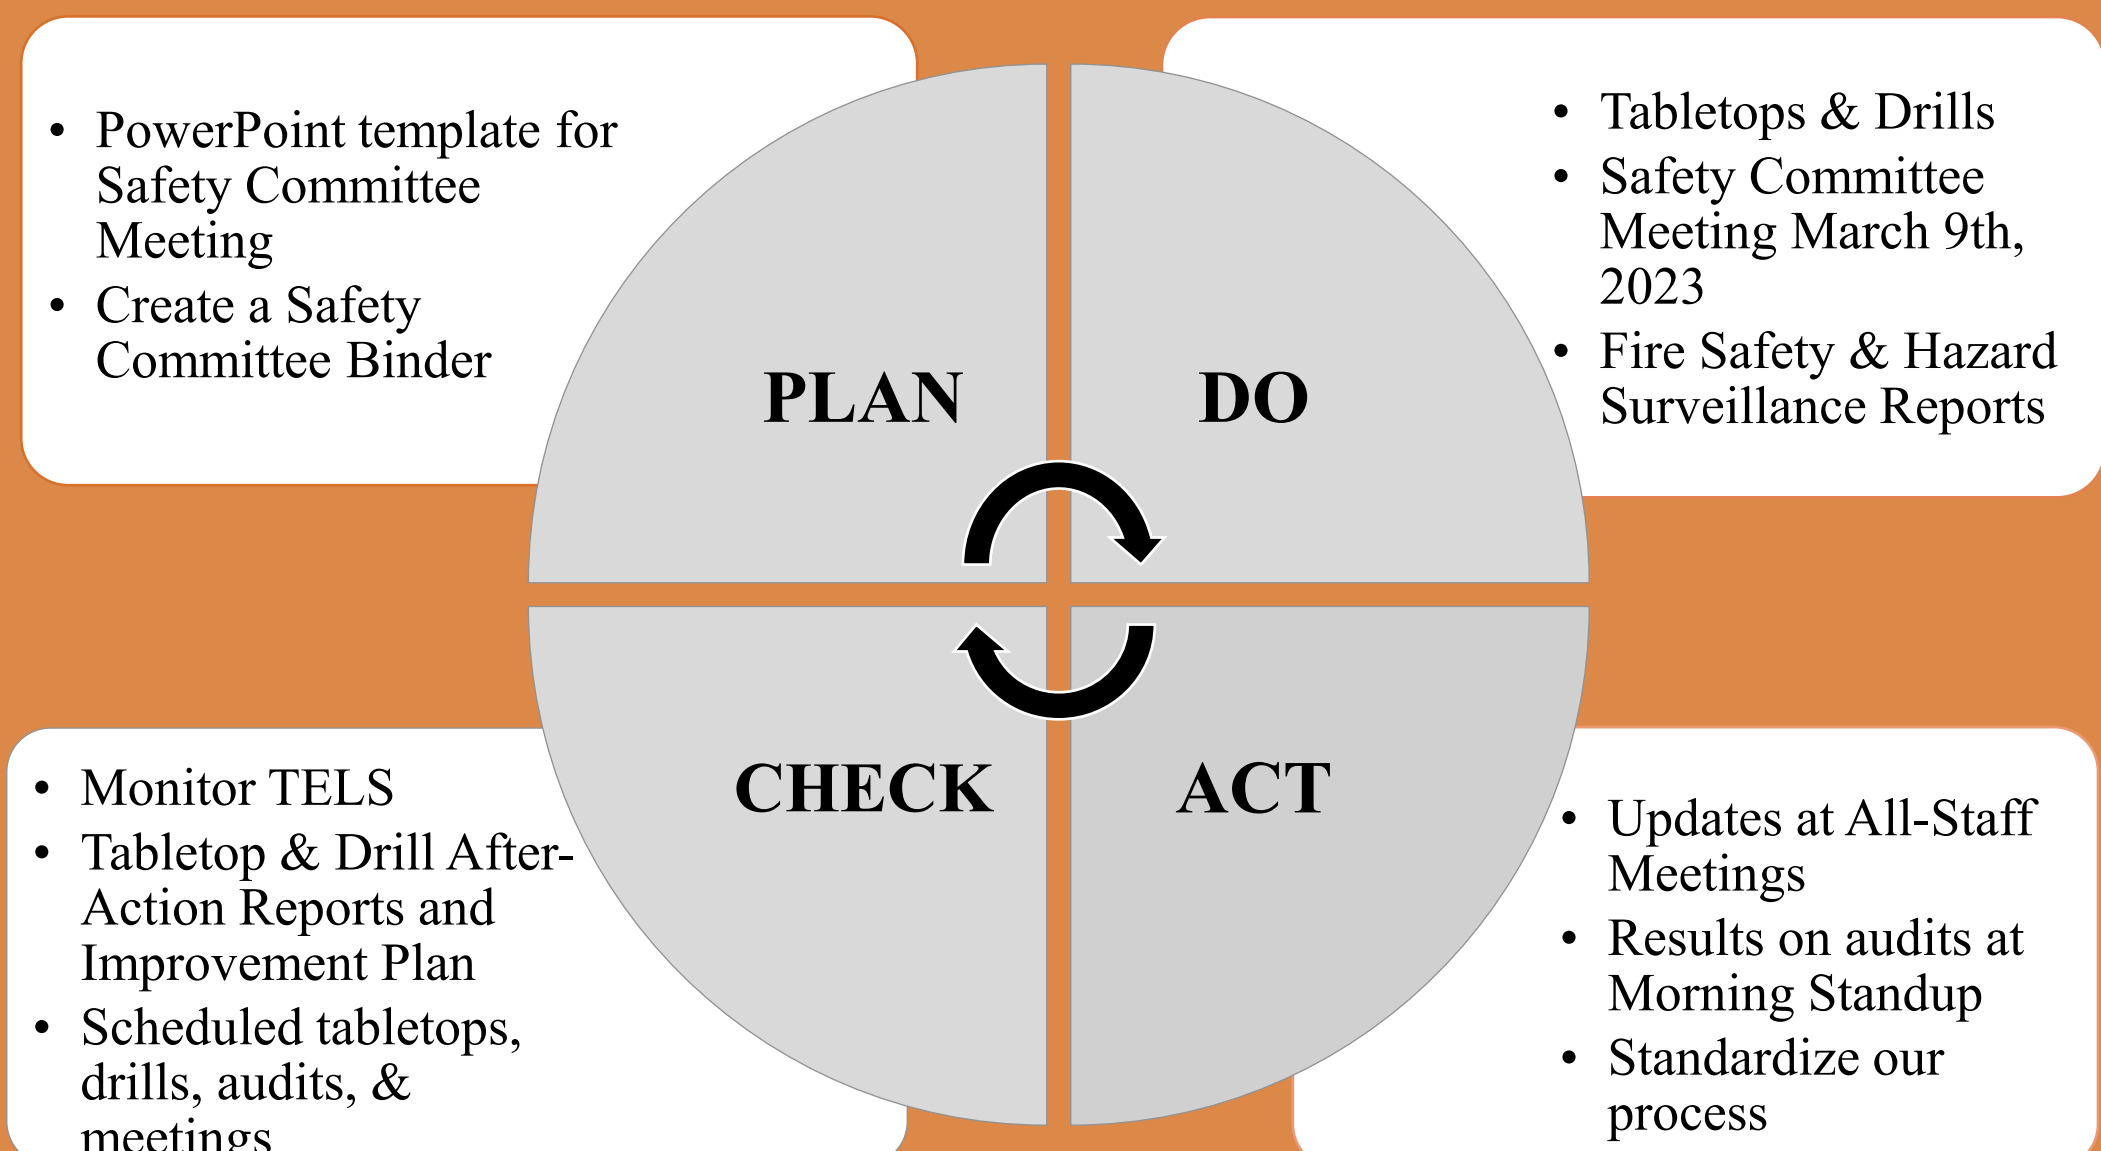 • PowerPoint template for
Safety Committee
Meeting
• Create a Safety
Committee Binder
PLAN
• Tabletops & Drills
• Safety Committee
Meeting March 9th,
2023
• Fire Safety & Hazard
Surveillance Reports
DO
• Monitor TELS
• Tabletop & Drill After-
Action Reports and
Improvement Plan
• Scheduled tabletops,
drills, audits, &
meetings
CHECK
ACT
• Updates at All-Staff
Meetings
• Results on audits at
Morning Standup
• Standardize our
process